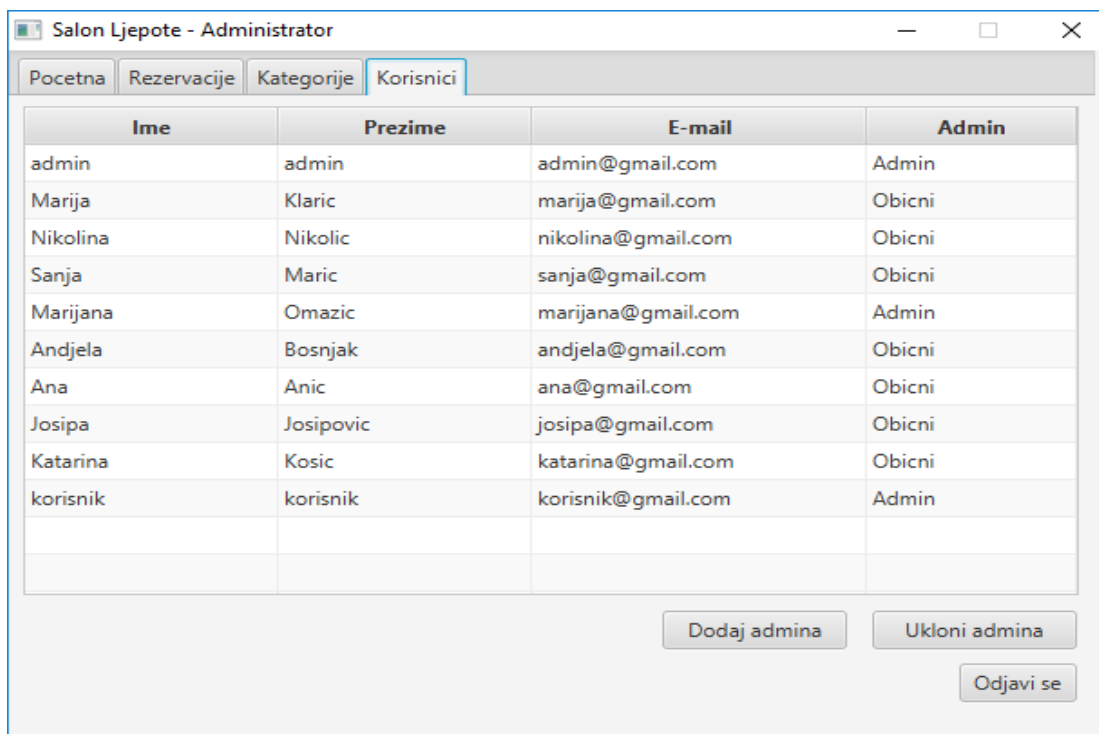 Salon Ljepote - Administrator
Pocetna Rezervacije Kategorije Korisnici
Ime Prezime E-mail Admin
admin admin admin@gmail.com Admin
Marija Klaric marija@gmail.com Obicni
Nikolina Nikolic nikolina@gmail.com Obicni
Sanja Maric sanja@gmail.com Obicni
Marijana Omazic marijana@gmail.com Admin
Andjela Bosnjak andjela@gmail.com Obicni
Ana Anic ana@gmail.com Obicni
Josipa Josipovic josipa@gmail.com Obicni
Katarina Kosic katarina@gmail.com Obicni
korisnik korisnik korisnik@gmail.com Admin
Dodaj admina Ukloni admina
Odjavi se